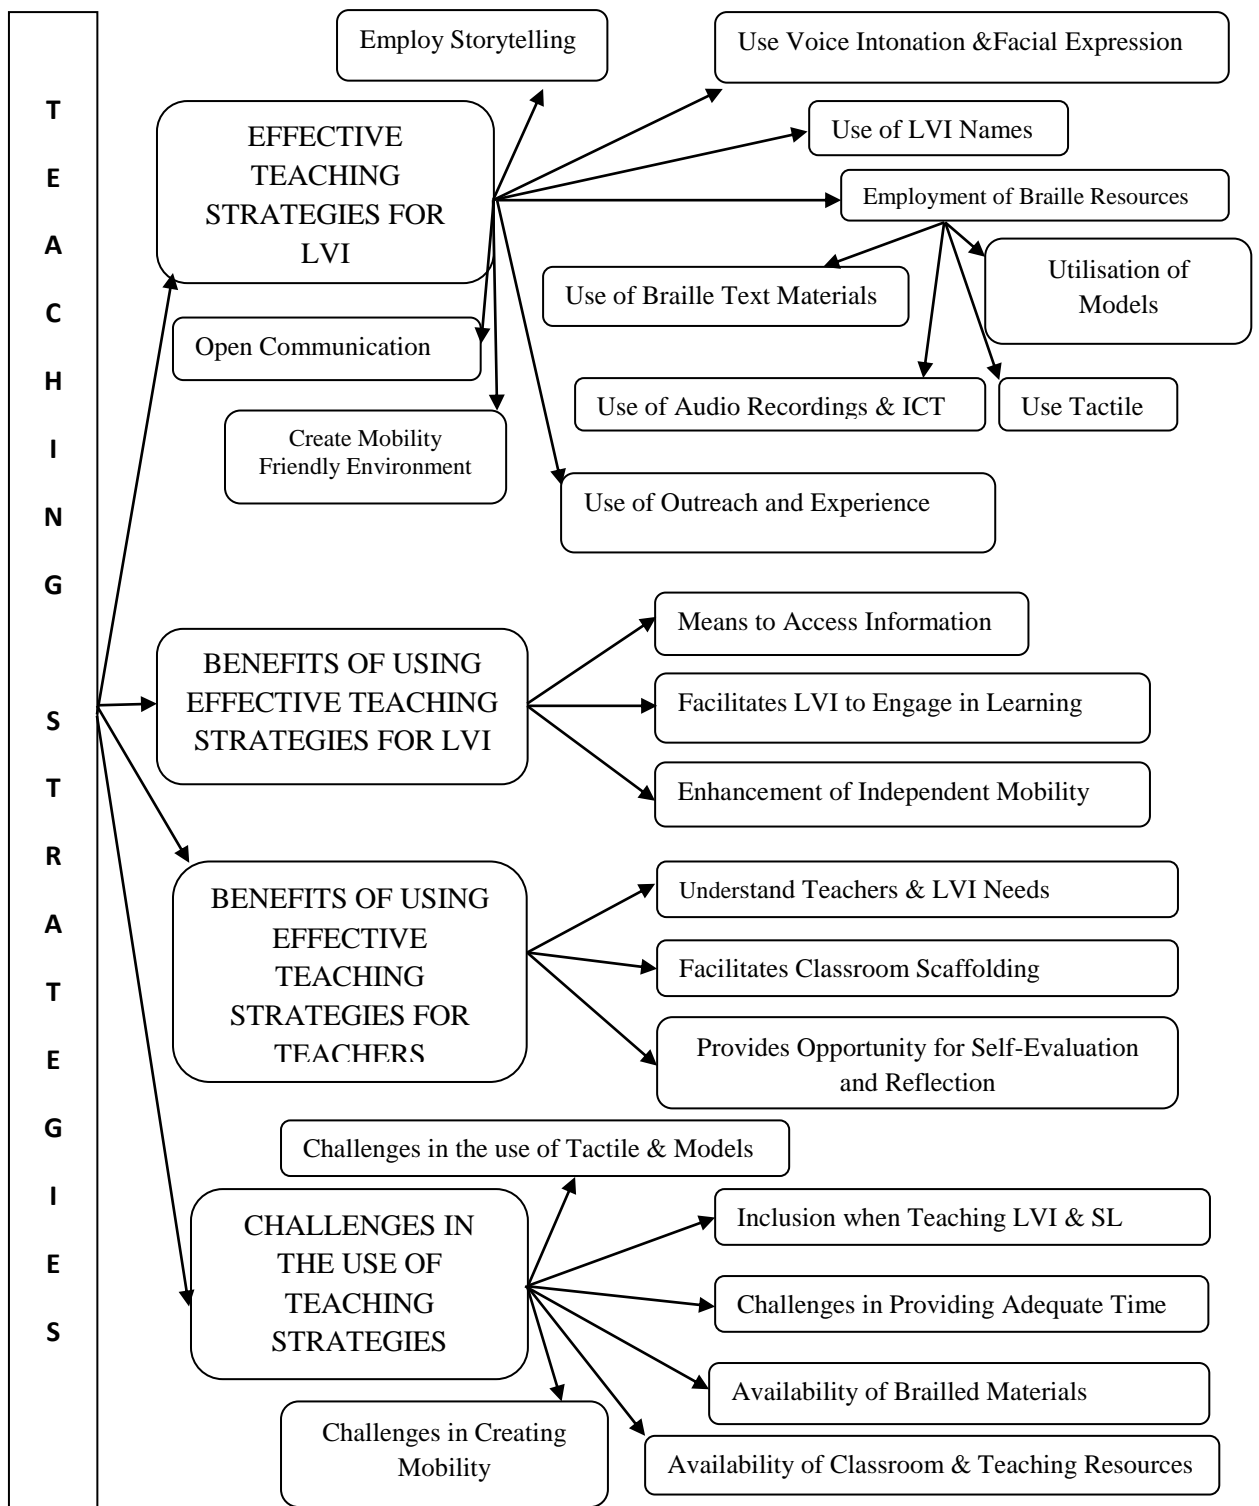 TEACHING STRATEGIES
Employ Storytelling
Use Voice Intonation &Facial Expression
Use of LVI Names
EFFECTIVE
TEACHING
STRATEGIES FOR
LVI
Employment of Braille Resources
Utilisation of
Models
Use of Braille Text Materials
Open Communication
Use of Audio Recordings & ICT
Use Tactile
Create Mobility
Friendly Environment
Use of Outreach and Experience
BENEFITS OF USING
EFFECTIVE TEACHING
STRATEGIES FOR LVI
Means to Access Information
Facilitates LVI to Engage in Learning
Enhancement of Independent Mobility
BENEFITS OF USING
EFFECTIVE
TEACHING
STRATEGIES FOR
TEACHERS
Understand Teachers & LVI Needs
Facilitates Classroom Scaffolding
Provides Opportunity for Self-Evaluation
and Reflection
Challenges in the use of Tactile & Models
CHALLENGES IN
THE USE OF
TEACHING
STRATEGIES
Inclusion when Teaching LVI & SL
Challenges in Providing Adequate Time
Availability of Brailled Materials
Challenges in Creating
Mobility
Availability of Classroom & Teaching Resources